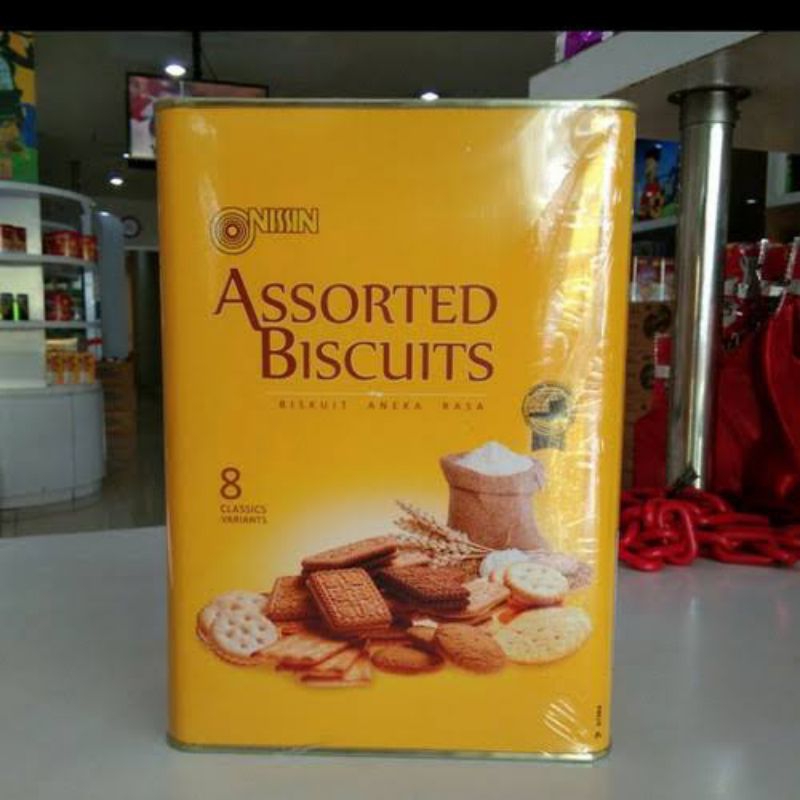 NISSIN
ASSORTED
BISCUITS
BISKUIT ANEKA RASA
8
CLASSICS
VARIANTS